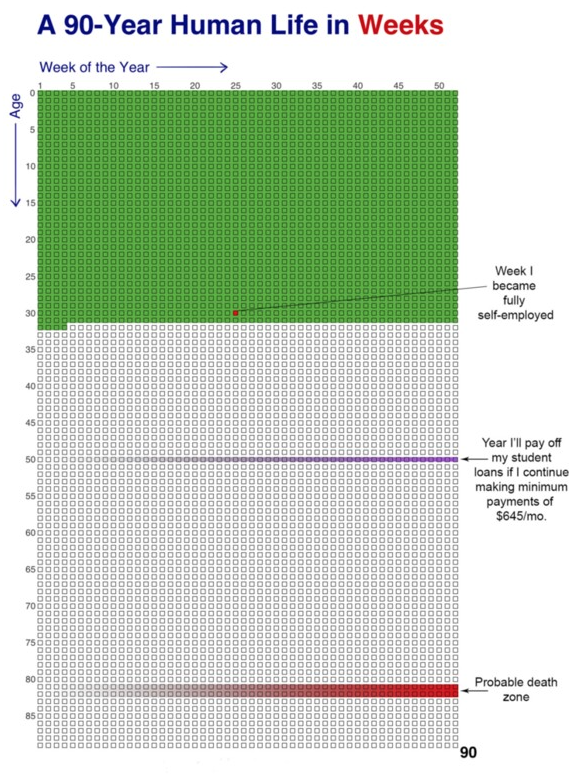 A 90-Year Human Life in Weeks
Week of the Year
1 5 10 15 20 25 30 35 40 45 50
Age
0
5
10
15
20
25
30
35
40
45
50
55
60
65
70
75
80
85
90
Week I
became
fully
self-employed
Year I'll pay off
my student
loans if I continue
making minimum
payments of
$645/mo.
Probable death
zone